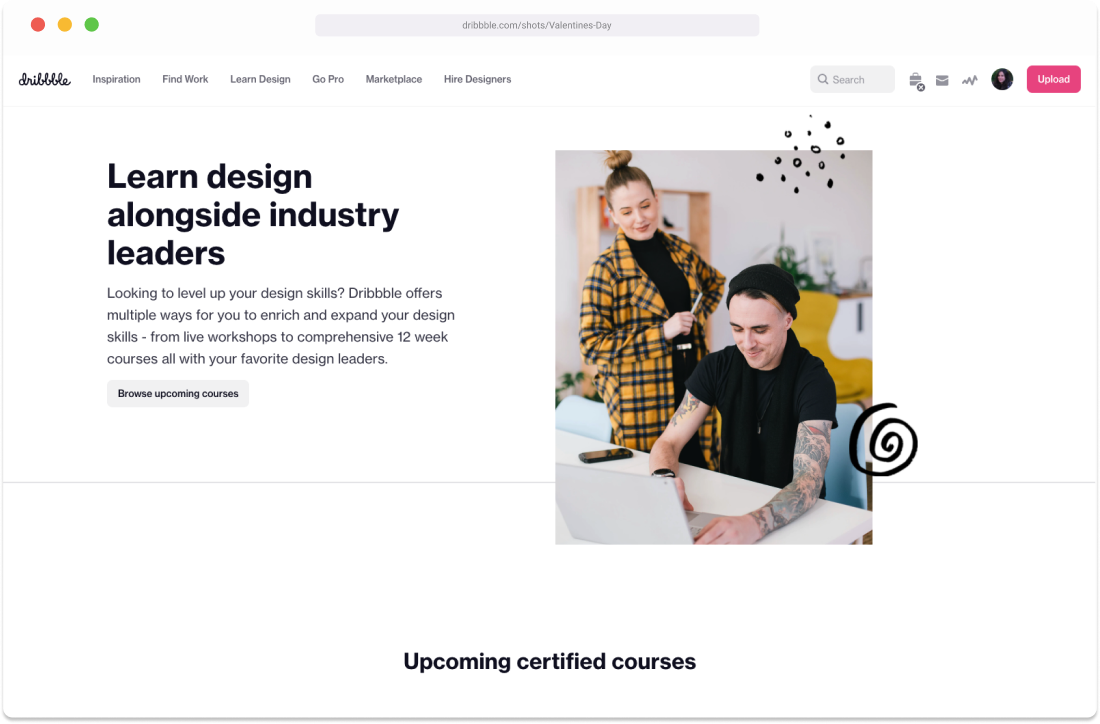 dribbble.com/shots/Valentines-Day
dribbble Inspiration Find Work Learn Design Go Pro Marketplace Hire Designers Search Upload
Learn design
alongside industry
leaders
Looking to level up your design skills? Dribbble offers
multiple ways for you to enrich and expand your design
skills - from live workshops to comprehensive 12 week
courses all with your favorite design leaders.
Browse upcoming courses
Upcoming certified courses